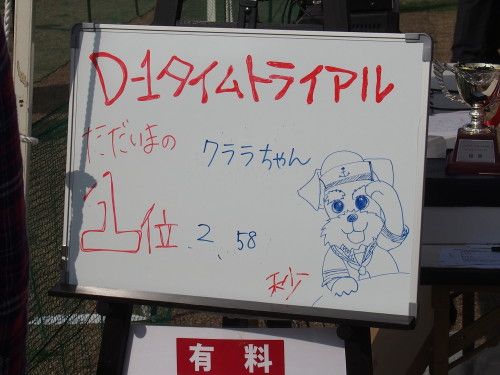 D-1タイムトライアル
ただいまの
クララちゃん
1位 2.58
秒
有料